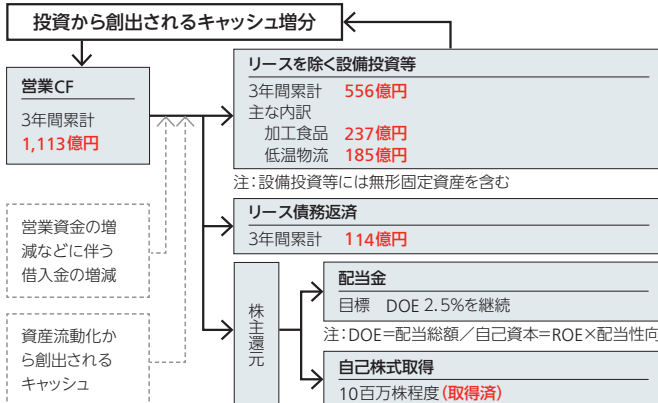 投資から創出されるキャッシュ増分
営業CF
3年間累計
1,113億円
リースを除く設備投資等
3年間累計 556億円
主な内訳
加工食品 237億円
低温物流 185億円
注：設備投資等には無形固定資産を含む
営業資金の増
減などに伴う
借入金の増減
リース債務返済
3年間累計 114億円
資産流動化か
ら創出される
キャッシュ
株主還元
配当金
目標 DOE 2.5%を継続
注：DOE＝配当総額／自己資本＝ROE×配当性向
自己株式取得
10百万株程度(取得済)